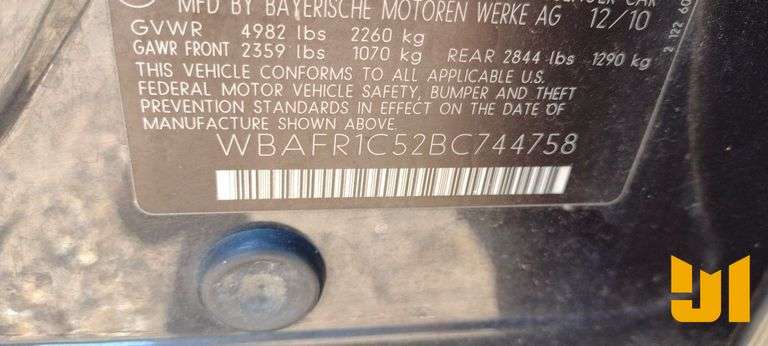 MFD BY BAYERISCHE MOTOREN WERKE AG 12/10
GVWR 4982 lbs 2260 kg
GAWR FRONT 2359 lbs 1070 kg REAR 2844 lbs 1290 kg
THIS VEHICLE CONFORMS TO ALL APPLICABLE U.S.
FEDERAL MOTOR VEHICLE SAFETY, BUMPER AND THEFT
PREVENTION STANDARDS IN EFFECT ON THE DATE OF
MANUFACTURE SHOWN ABOVE.
WBAFR1C52BC744758